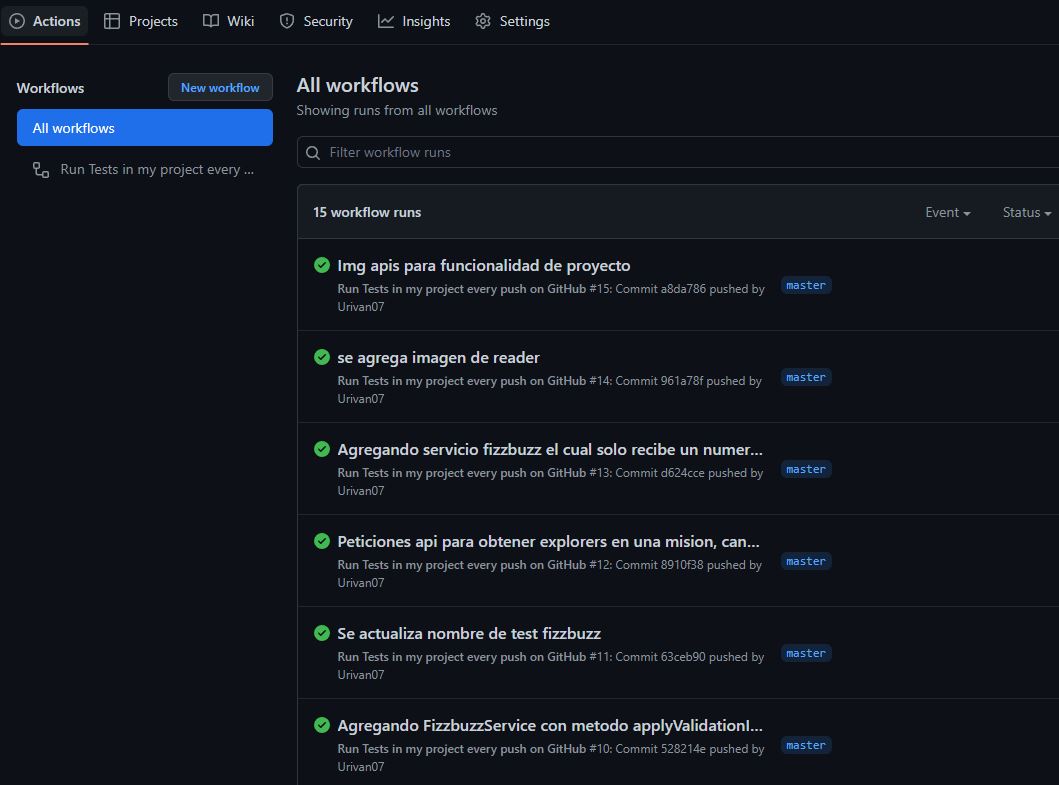 Actions Projects Wiki Security Insights Settings
Workflows
New workflow
All workflows
Run Tests in my project every ...
All workflows
Showing runs from all workflows
Filter workflow runs
15 workflow runs Event Status
Img apis para funcionalidad de proyecto
Run Tests in my project every push on GitHub #15: Commit a8da786 pushed by
Urivan07
master
se agrega imagen de reader
Run Tests in my project every push on GitHub #14: Commit 961a78f pushed by
Urivan07
master
Agregando servicio fizzbuzz el cual solo recibe un numer...
Run Tests in my project every push on GitHub #13: Commit d624cce pushed by
Urivan07
master
Peticiones api para obtener explorers en una mision, can...
Run Tests in my project every push on GitHub #12: Commit 8910f38 pushed by
Urivan07
master
Se actualiza nombre de test fizzbuzz
Run Tests in my project every push on GitHub #11: Commit 63ceb90 pushed by
Urivan07
master
Agregando FizzbuzzService con metodo applyValidationI...
Run Tests in my project every push on GitHub #10: Commit 528214e pushed by
Urivan07
master